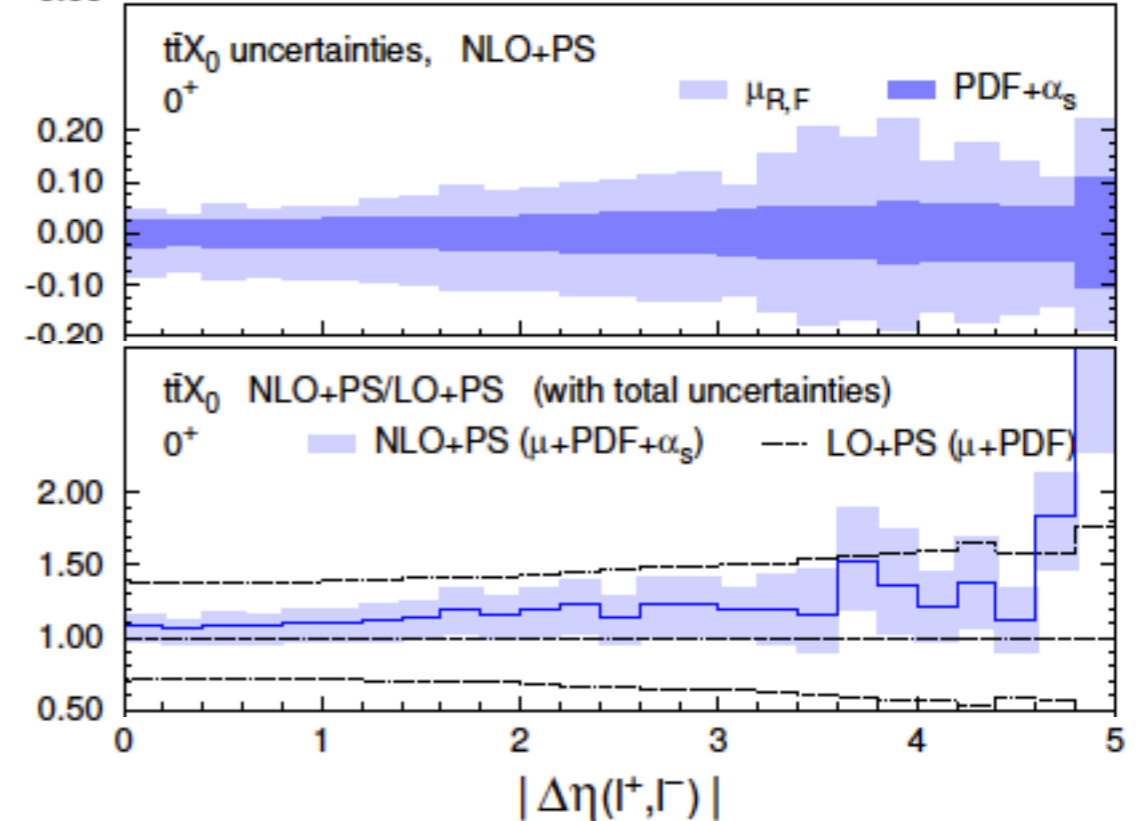 tt̄X₀ uncertainties, NLO+PS
0⁺
μR,F PDF+αs
0.20
0.10
0.00
-0.10
-0.20
tt̄X₀ NLO+PS/LO+PS (with total uncertainties)
0⁺ NLO+PS (μ+PDF+αs) LO+PS (μ+PDF)
2.00
1.50
1.00
0.50
0 1 2 3 4 5
| Δη(l⁺,l⁻) |